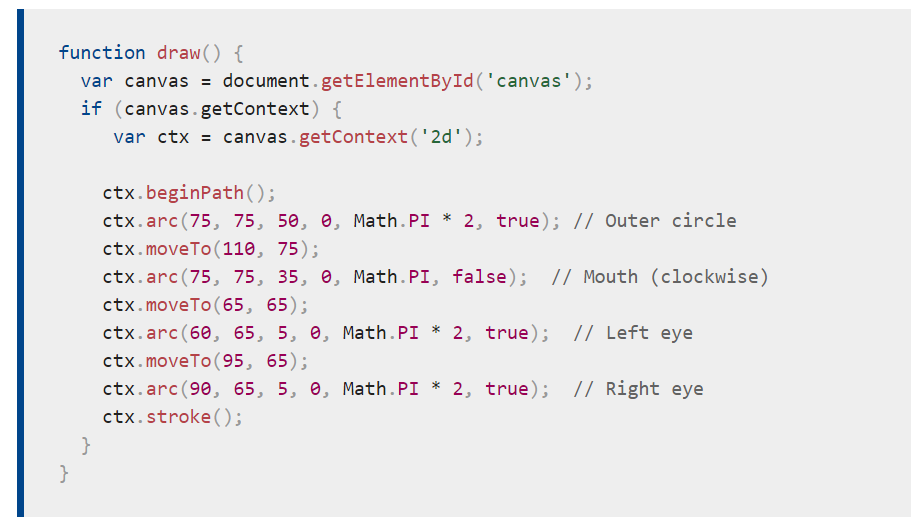 function draw() {
  var canvas = document.getElementById('canvas');
  if (canvas.getContext) {
     var ctx = canvas.getContext('2d');

    ctx.beginPath();
    ctx.arc(75, 75, 50, 0, Math.PI * 2, true); // Outer circle
    ctx.moveTo(110, 75);
    ctx.arc(75, 75, 35, 0, Math.PI, false);  // Mouth (clockwise)
    ctx.moveTo(65, 65);
    ctx.arc(60, 65, 5, 0, Math.PI * 2, true);  // Left eye
    ctx.moveTo(95, 65);
    ctx.arc(90, 65, 5, 0, Math.PI * 2, true);  // Right eye
    ctx.stroke();
  }
}